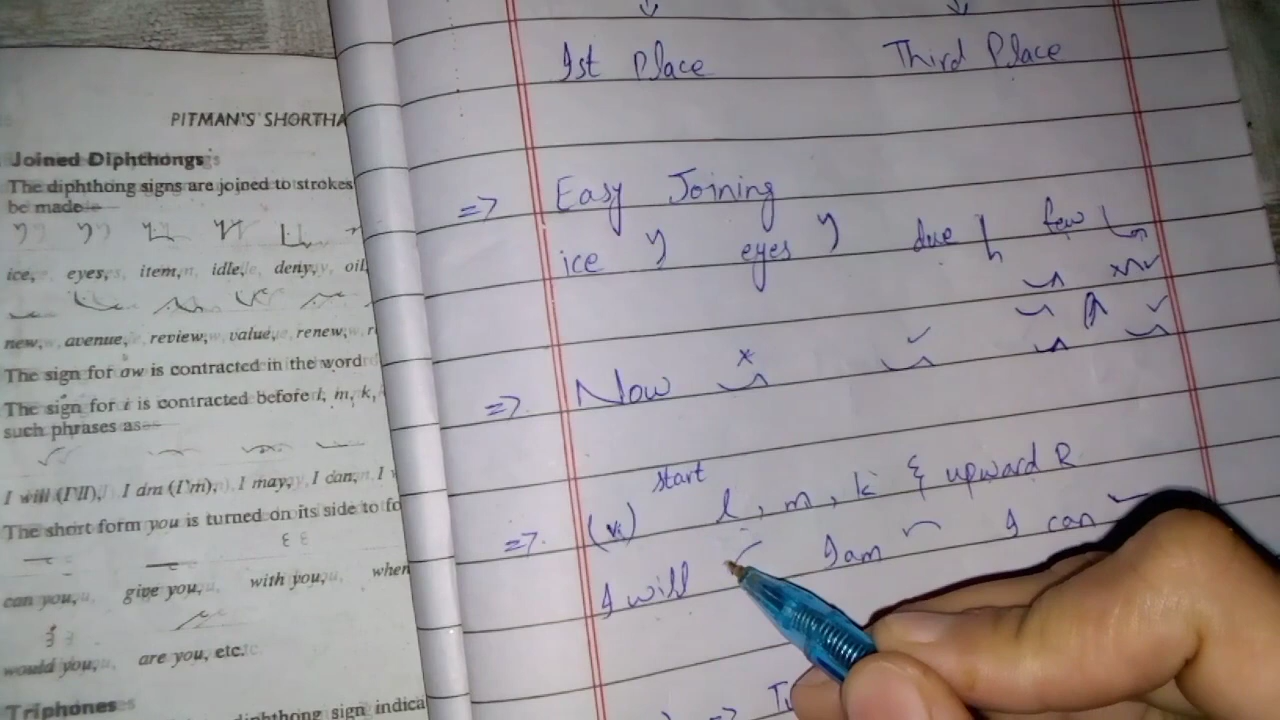 PITMAN'S SHORTHA
Joined Diphthongs
The diphthong signs are joined to strokes
be made
ice, eyes, item, idle, deny, oil,
new, avenue, review, value, renew,
The sign for aw is contracted in the word
The sign for i is contracted before l, m, k,
such phrases as
I will (I'll), I am (I'm), I may, I can, I
The short form you is turned on its side to fo
can you, give you, with you, when
would you, are you, etc.
Triphones
diphthong sign indica
1st Place Third Place
=> Easy Joining
ice eyes due few
=> Now
start
=> l, m, k & upward R
I will I am I can